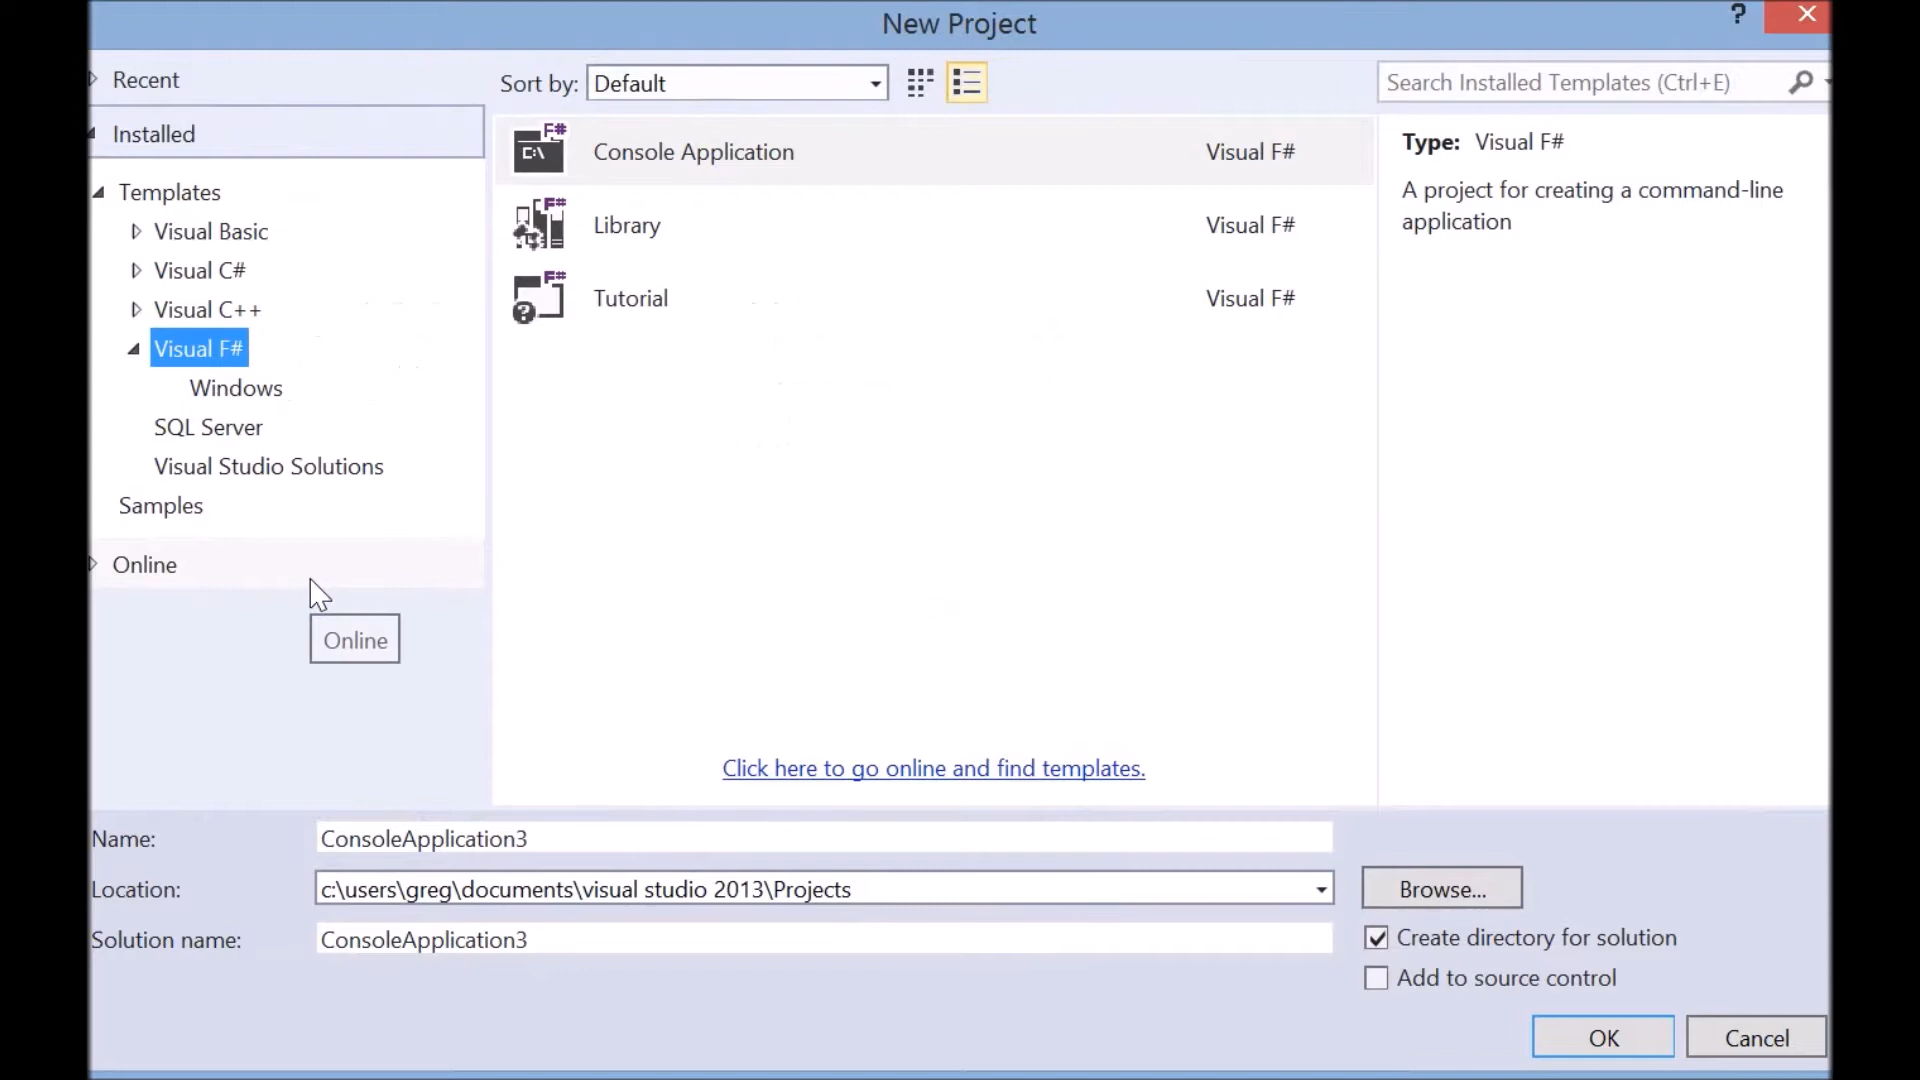 New Project
?
Recent
Installed
Sort by: Default
Search Installed Templates (Ctrl+E)
Templates
Visual Basic
Visual C#
Visual C++
Visual F#
Windows
SQL Server
Visual Studio Solutions
Samples
Online
Online
F#
C:\
Console Application Visual F#
F#
Library Visual F#
F#
?
Tutorial Visual F#
Click here to go online and find templates.
Type: Visual F#
A project for creating a command-line
application
Name: ConsoleApplication3
Location: c:\users\greg\documents\visual studio 2013\Projects
Browse...
Solution name: ConsoleApplication3
Create directory for solution
Add to source control
OK Cancel